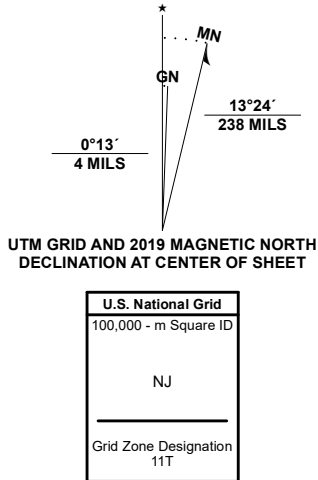 ★
MN
GN
13°24´
238 MILS
0°13´
4 MILS
UTM GRID AND 2019 MAGNETIC NORTH
DECLINATION AT CENTER OF SHEET
U.S. National Grid
100,000 - m Square ID
NJ
Grid Zone Designation
11T